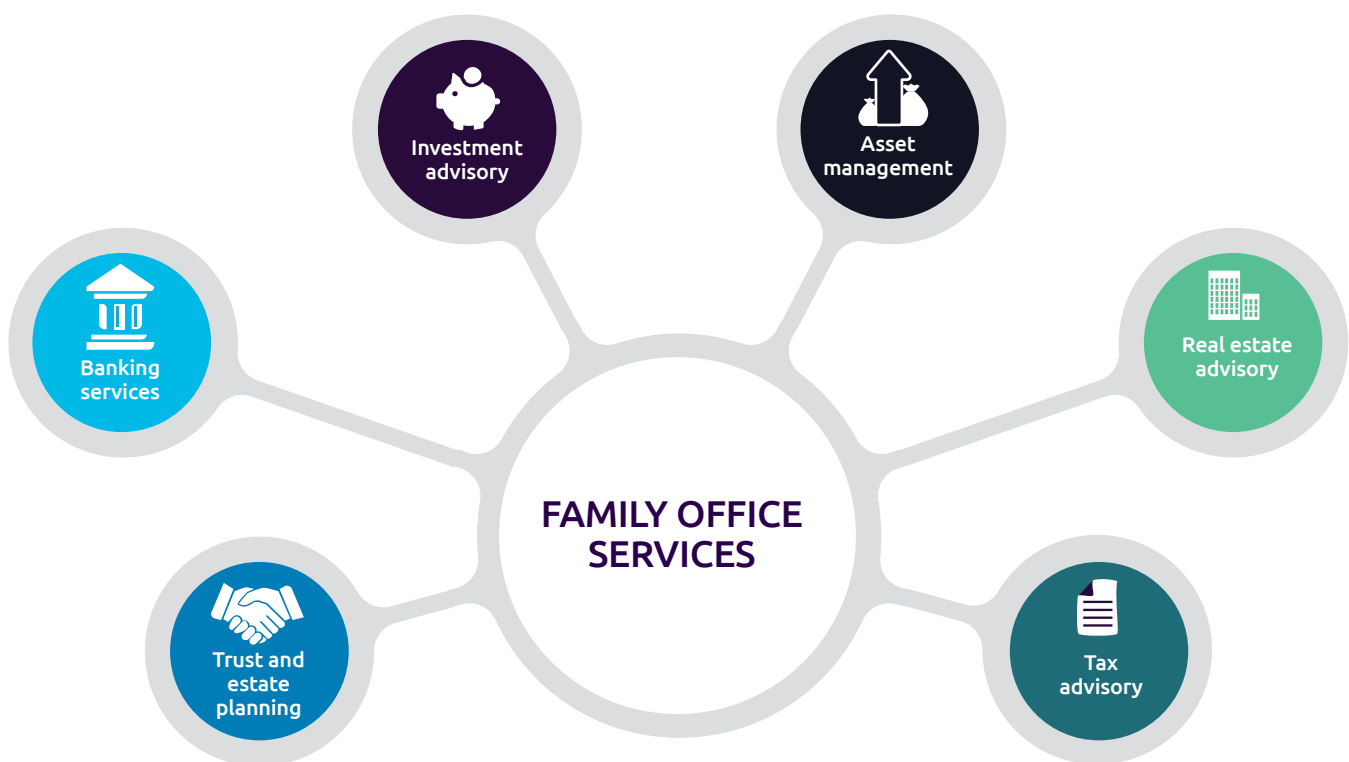 Investment
advisory
Asset
management
Banking
services
Real estate
advisory
FAMILY OFFICE
SERVICES
Trust and
estate
planning
Tax
advisory